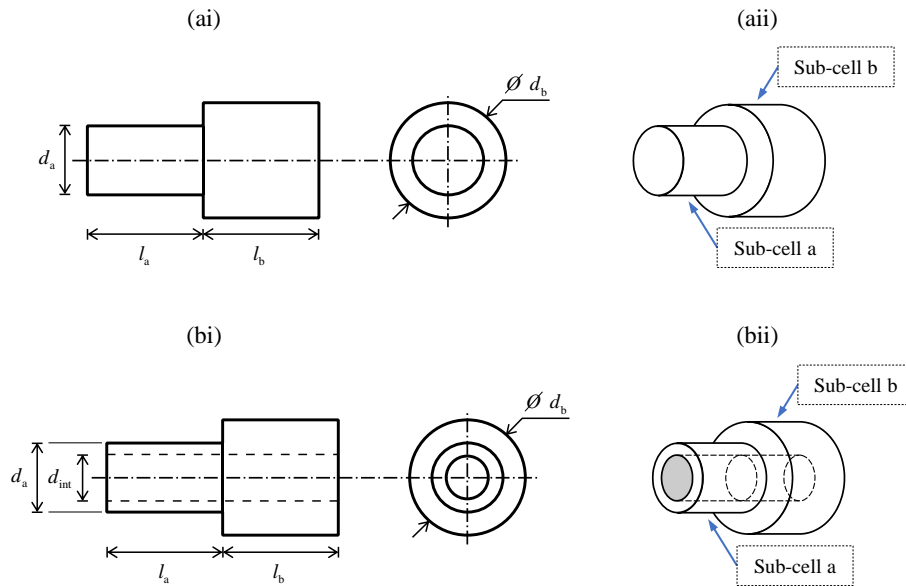 (ai)
(aii)
Sub-cell b
Ø d_b
d_a
l_a
l_b
Sub-cell a
(bi)
(bii)
Sub-cell b
Ø d_b
d_a
d_int
l_a
l_b
Sub-cell a